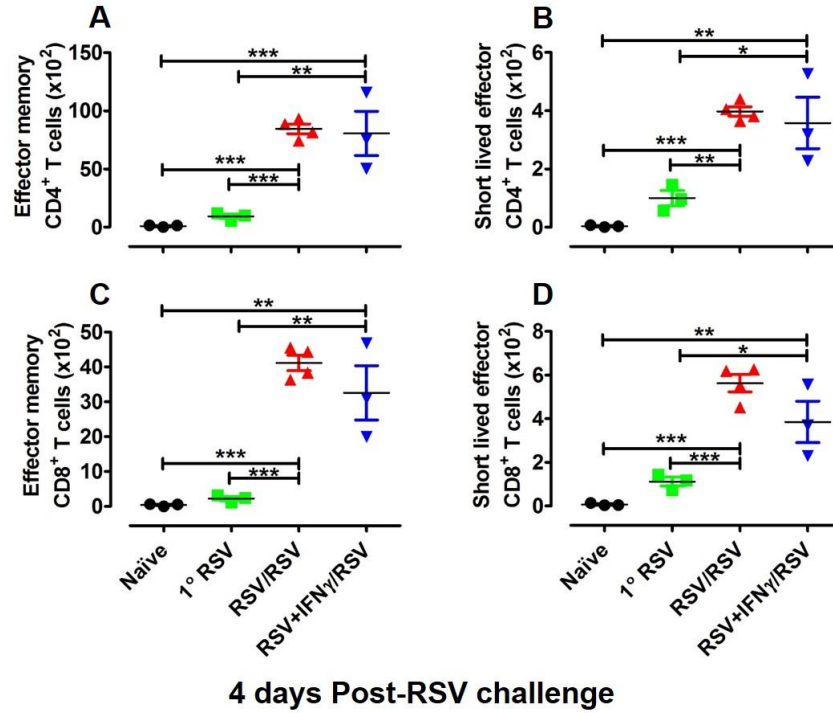 A
Effector memory
CD4+ T cells (x10²)
150
100
50
0
***
**
***
***
B
Short lived effector
CD4+ T cells (x10²)
6
4
2
0
**
*
***
**
C
Effector memory
CD8+ T cells (x10²)
50
40
30
20
10
0
**
**
***
***
Naïve
1° RSV
RSV/RSV
RSV+IFNγ/RSV
D
Short lived effector
CD8+ T cells (x10²)
8
6
4
2
0
**
*
***
***
Naïve
1° RSV
RSV/RSV
RSV+IFNγ/RSV
4 days Post-RSV challenge